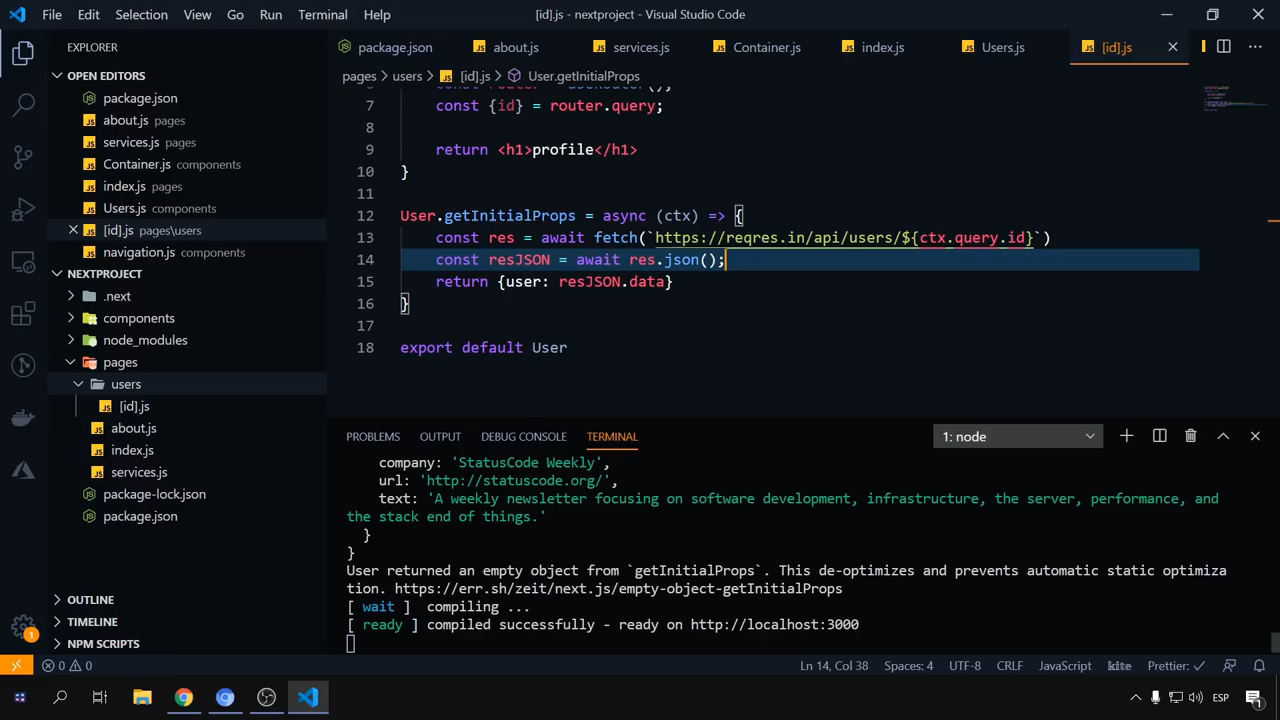 File Edit Selection View Go Run Terminal Help [id].js - nextproject - Visual Studio Code
EXPLORER
OPEN EDITORS
package.json
about.js pages
services.js pages
Container.js components
index.js pages
Users.js components
[id].js pages\users
navigation.js components
NEXTPROJECT
.next
components
node_modules
pages
users
[id].js
about.js
index.js
services.js
package-lock.json
package.json
OUTLINE
TIMELINE
NPM SCRIPTS
package.json about.js services.js Container.js index.js Users.js [id].js
pages users [id].js User.getInitialProps
6 const router = useRouter();
7 const {id} = router.query;
8
9 return <h1>profile</h1>
10 }
11
12 User.getInitialProps = async (ctx) => {
13 const res = await fetch(`https://reqres.in/api/users/${ctx.query.id}`)
14 const resJSON = await res.json();
15 return {user: resJSON.data}
16 }
17
18 export default User
PROBLEMS OUTPUT DEBUG CONSOLE TERMINAL 1: node
company: 'StatusCode Weekly',
url: 'http://statuscode.org/',
text: 'A weekly newsletter focusing on software development, infrastructure, the server, performance, and
the stack end of things.'
}
}
User returned an empty object from `getInitialProps`. This de-optimizes and prevents automatic static optimiza
tion. https://err.sh/zeit/next.js/empty-object-getInitialProps
[ wait ] compiling ...
[ ready ] compiled successfully - ready on http://localhost:3000
1
0 0 Ln 14, Col 38 Spaces: 4 UTF-8 CRLF JavaScript kite Prettier: ✓
ESP 1